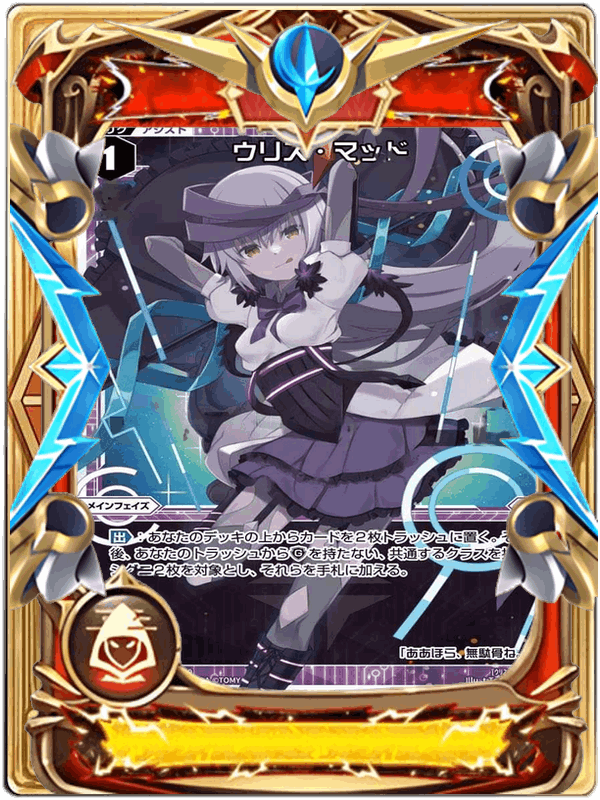 アシスト
1
ウリス・マッド
メインフェイズ
出：あなたのデッキの上からカードを２枚トラッシュに置く。そ
後、あなたのトラッシュから を持たない、共通するクラスを
シグニ２枚を対象とし、それらを手札に加える。
「ああほら、無駄骨ね
©TOMY